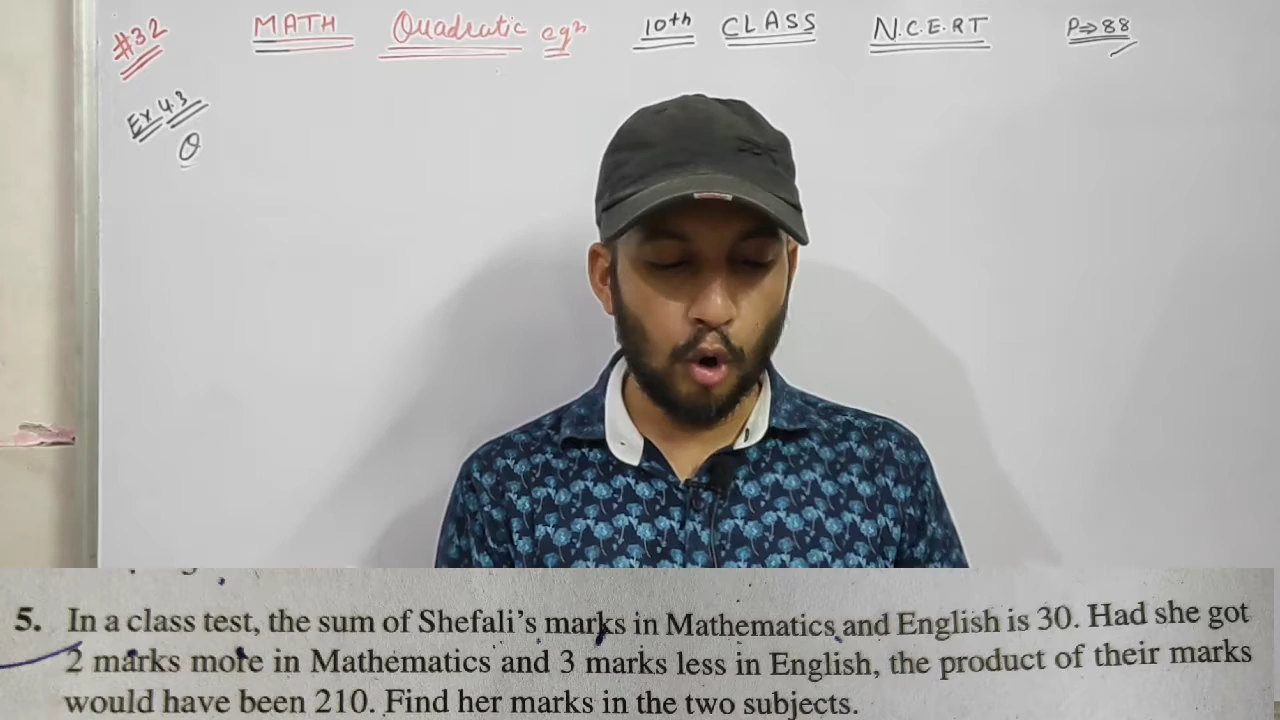 #32 MATH Quadratic eqn 10th CLASS N.C.E.R.T P⇒88
Ex 4.3
Q
5. In a class test, the sum of Shefali's marks in Mathematics and English is 30. Had she got
2 marks more in Mathematics and 3 marks less in English, the product of their marks
would have been 210. Find her marks in the two subjects.